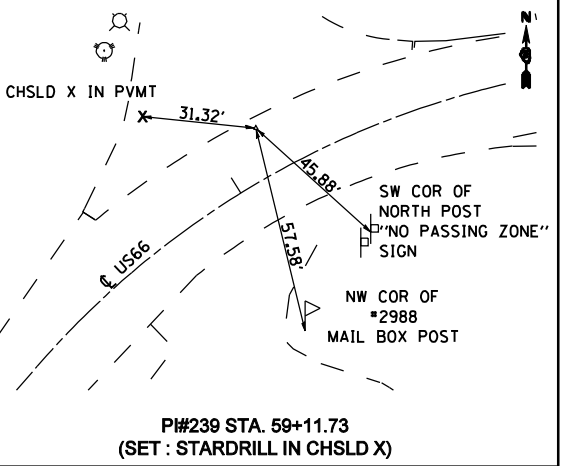 N
CHSLD X IN PVMT
X
31.32'
45.88'
57.58'
SW COR OF
NORTH POST
"NO PASSING ZONE"
SIGN
℄ US66
NW COR OF
#2988
MAIL BOX POST
PI#239 STA. 59+11.73
(SET : STARDRILL IN CHSLD X)